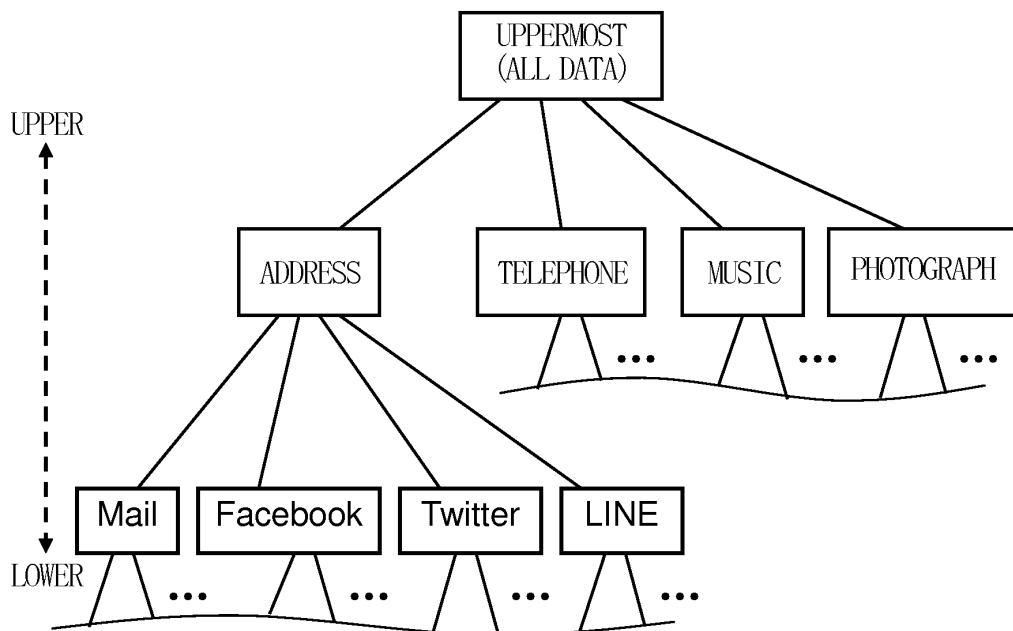 UPPERMOST
(ALL DATA)
UPPER
ADDRESS
TELEPHONE
MUSIC
PHOTOGRAPH
Mail
Facebook
Twitter
LINE
LOWER